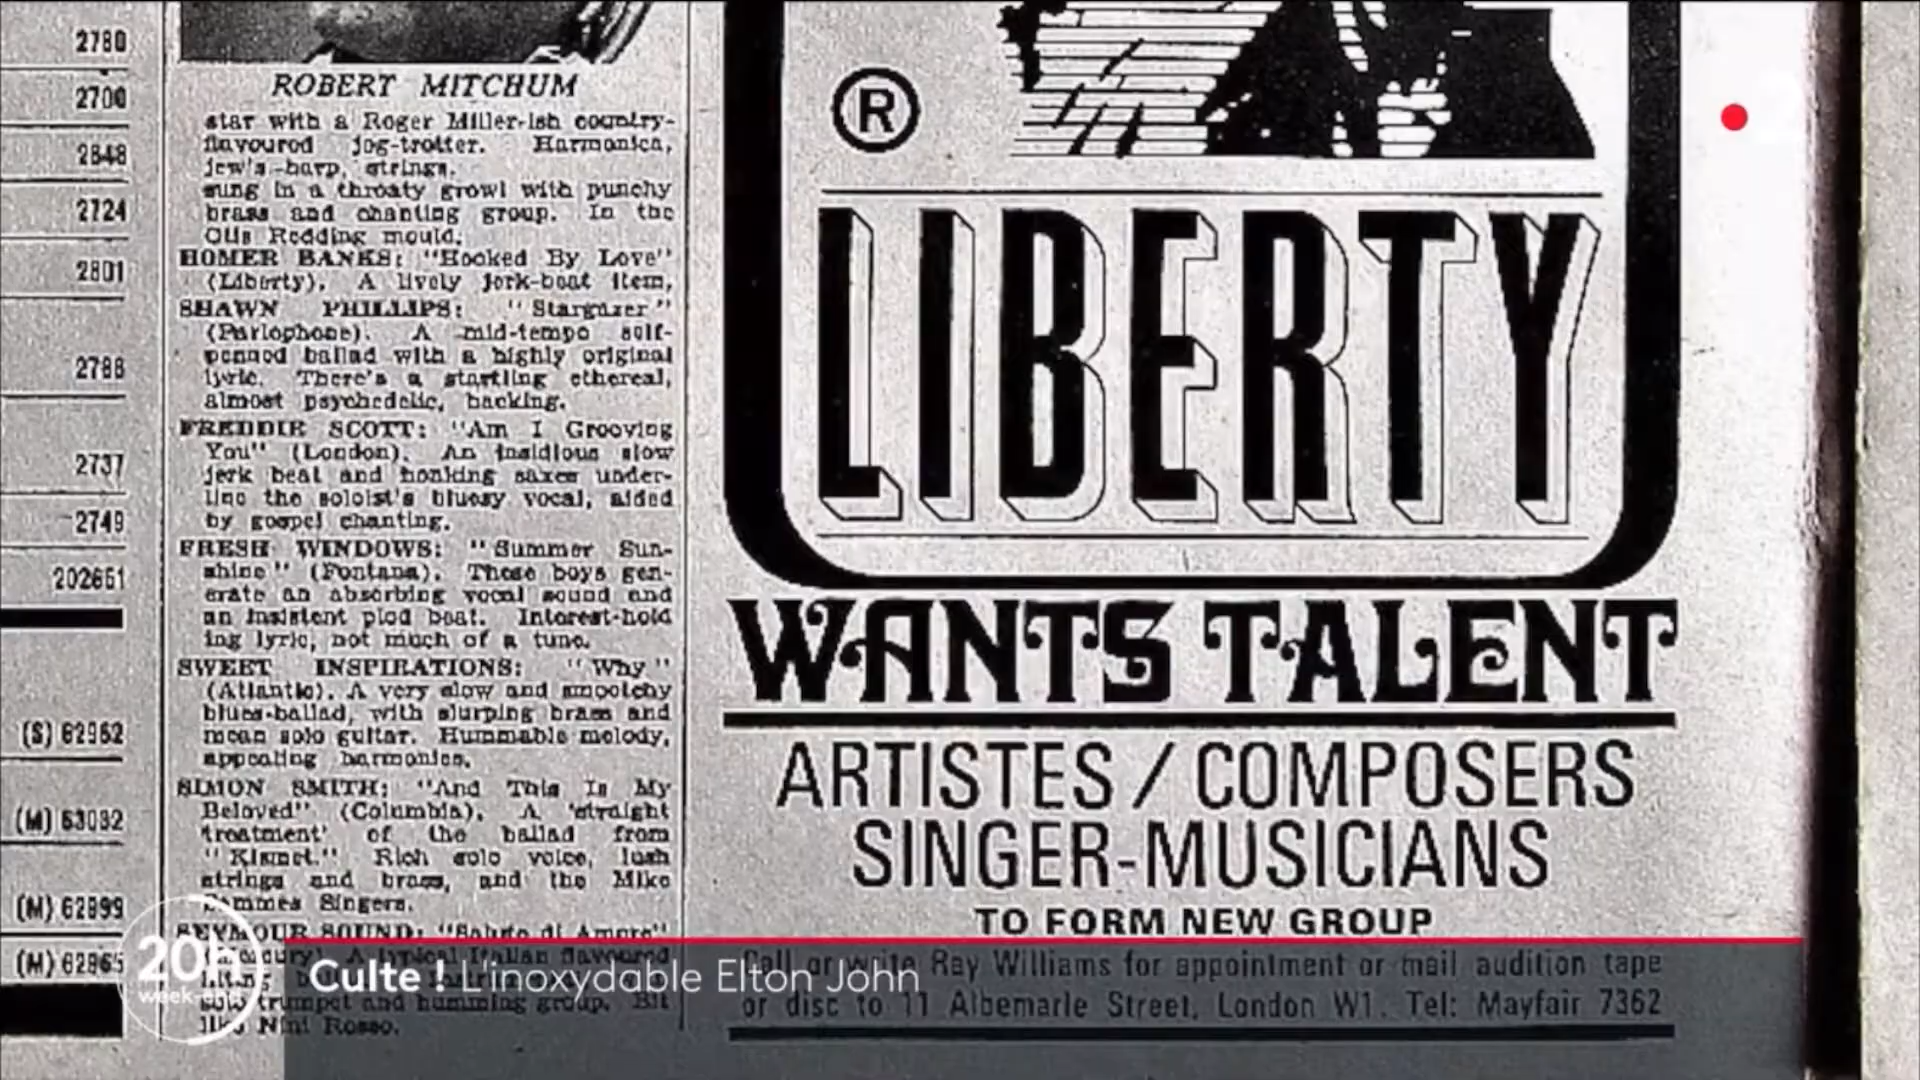 2780
2700
2848
2724
2801
2788
2737
2749
202651
(S) 62952
(M) 63032
(M) 62899
(M) 62865
ROBERT MITCHUM
star with a Roger Miller-ish country-
flavoured jog-trotter. Harmonica,
jew's-harp, strings.
sung in a throaty growl with punchy
brass and chanting group. In the
Otis Redding mould.
HOMER BANKS: "Hooked By Love"
(Liberty). A lively jerk-beat item,
SHAWN PHILLIPS: "Stargazer"
(Parlophone). A mid-tempo self-
penned ballad with a highly original
lyric. There's a startling ethereal,
almost psychedelic, backing.
FREDDIE SCOTT: "Am I Grooving
You" (London). An insidious slow
jerk beat and honking saxes under-
line the soloist's bluesy vocal, aided
by gospel chanting.
FRESH WINDOWS: "Summer Sun-
shine" (Fontana). These boys gen-
erate an absorbing vocal sound and
an insistent plod beat. Interest-hold
ing lyric, not much of a tune.
SWEET INSPIRATIONS: "Why"
(Atlantic). A very slow and smoochy
blues-ballad, with slurping brass and
mean solo guitar. Hummable melody,
appealing harmonies.
SIMON SMITH: "And This Is My
Beloved" (Columbia). A 'straight
treatment' of the ballad from
"Kismet." Rich solo voice, lush
strings and brass, and the Mike
Sammes Singers.
SEYMOUR SOUND: "Saluto di Amore"
A typical Italian flavoured
solo trumpet and humming group. Bit
like Nini Rosso.
®
LIBERTY
WANTS TALENT
ARTISTES / COMPOSERS
SINGER-MUSICIANS
TO FORM NEW GROUP
Call or write Ray Williams for appointment or mail audition tape
or disc to 11 Albemarle Street, London W1. Tel: Mayfair 7362
20H
week-end
Culte ! L'inoxydable Elton John